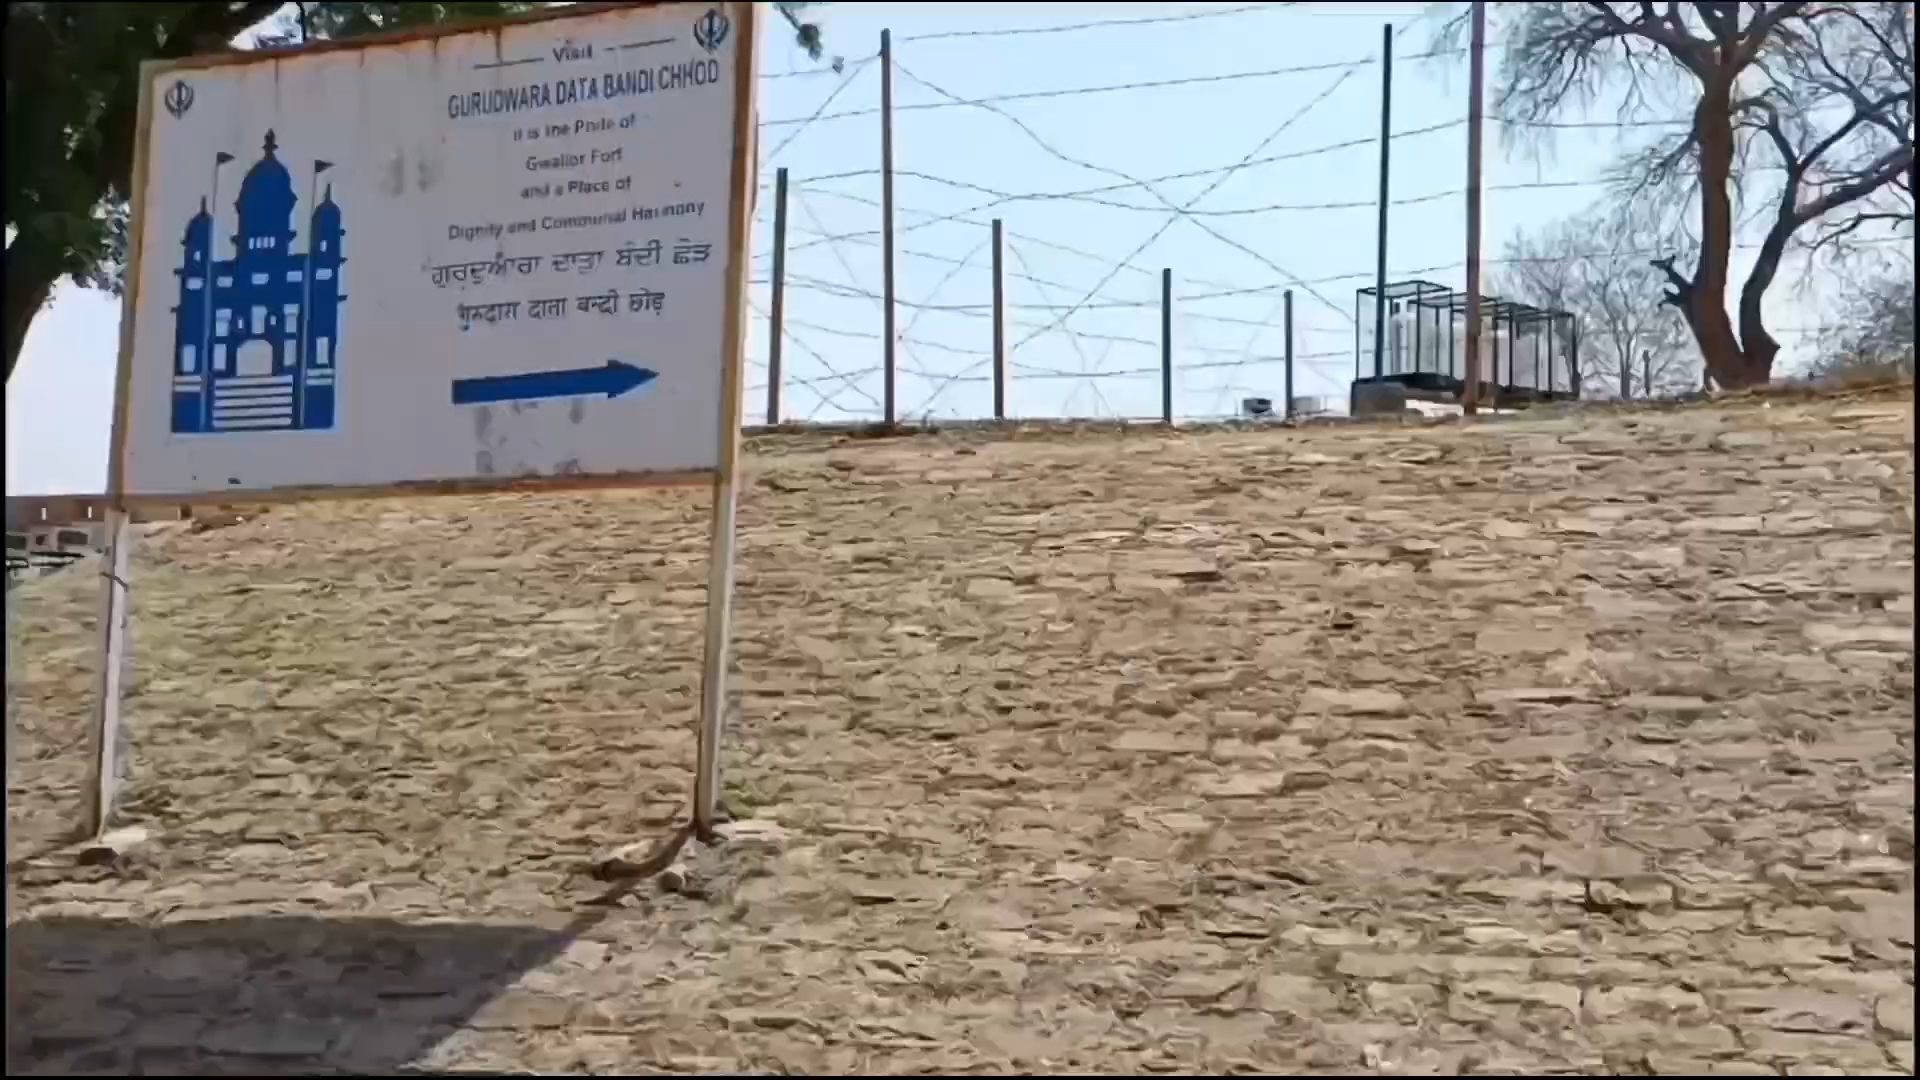 Visit
GURUDWARA DATA BANDI CHHOD
It is the Pride of
Gwalior Fort
and a Place of
Dignity and Communal Harmony
ਗੁਰਦੁਆਰਾ ਦਾਤਾ ਬੰਦੀ ਛੋੜ
गुरुद्वारा दाता बन्दी छोड़